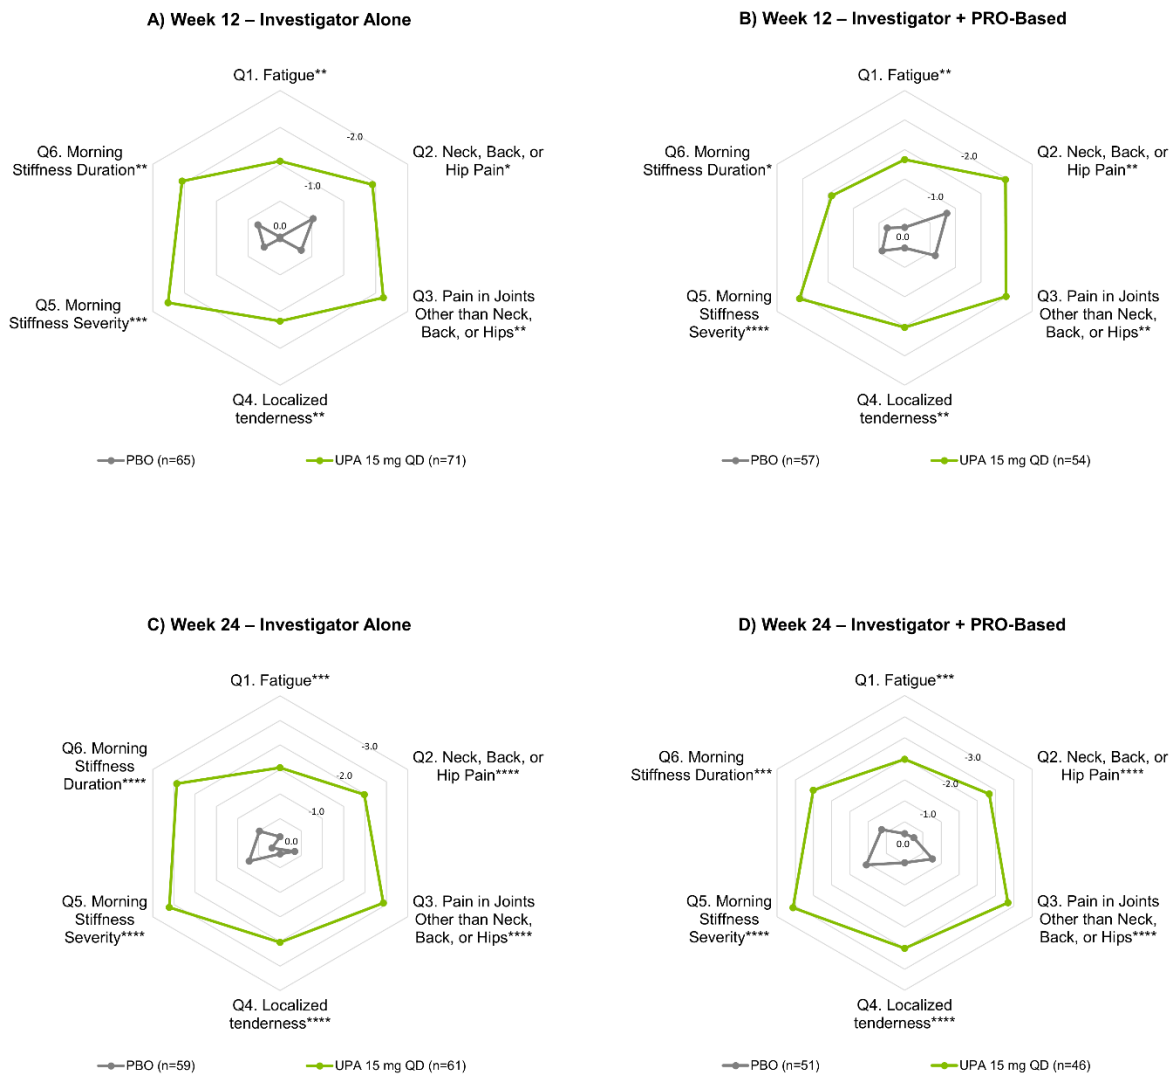 A) Week 12 – Investigator Alone
Q1. Fatigue**
-2.0
Q6. Morning
Stiffness Duration**
Q2. Neck, Back, or
Hip Pain*
-1.0
0.0
Q5. Morning
Stiffness Severity***
Q3. Pain in Joints
Other than Neck,
Back, or Hips**
Q4. Localized
tenderness**
PBO (n=65)
UPA 15 mg QD (n=71)
B) Week 12 – Investigator + PRO-Based
Q1. Fatigue**
Q6. Morning
Stiffness Duration*
-2.0
Q2. Neck, Back, or
Hip Pain**
-1.0
0.0
Q5. Morning
Stiffness
Severity****
Q3. Pain in Joints
Other than Neck,
Back, or Hips**
Q4. Localized
tenderness**
PBO (n=57)
UPA 15 mg QD (n=54)
C) Week 24 – Investigator Alone
Q1. Fatigue***
Q6. Morning
Stiffness
Duration****
-3.0
Q2. Neck, Back, or
Hip Pain****
-2.0
-1.0
0.0
Q5. Morning
Stiffness
Severity****
Q3. Pain in Joints
Other than Neck,
Back, or Hips****
Q4. Localized
tenderness****
PBO (n=59)
UPA 15 mg QD (n=61)
D) Week 24 – Investigator + PRO-Based
Q1. Fatigue***
Q6. Morning
Stiffness Duration***
-3.0
Q2. Neck, Back, or
Hip Pain****
-2.0
-1.0
0.0
Q5. Morning
Stiffness
Severity****
Q3. Pain in Joints
Other than Neck,
Back, or Hips****
Q4. Localized
tenderness****
PBO (n=51)
UPA 15 mg QD (n=46)